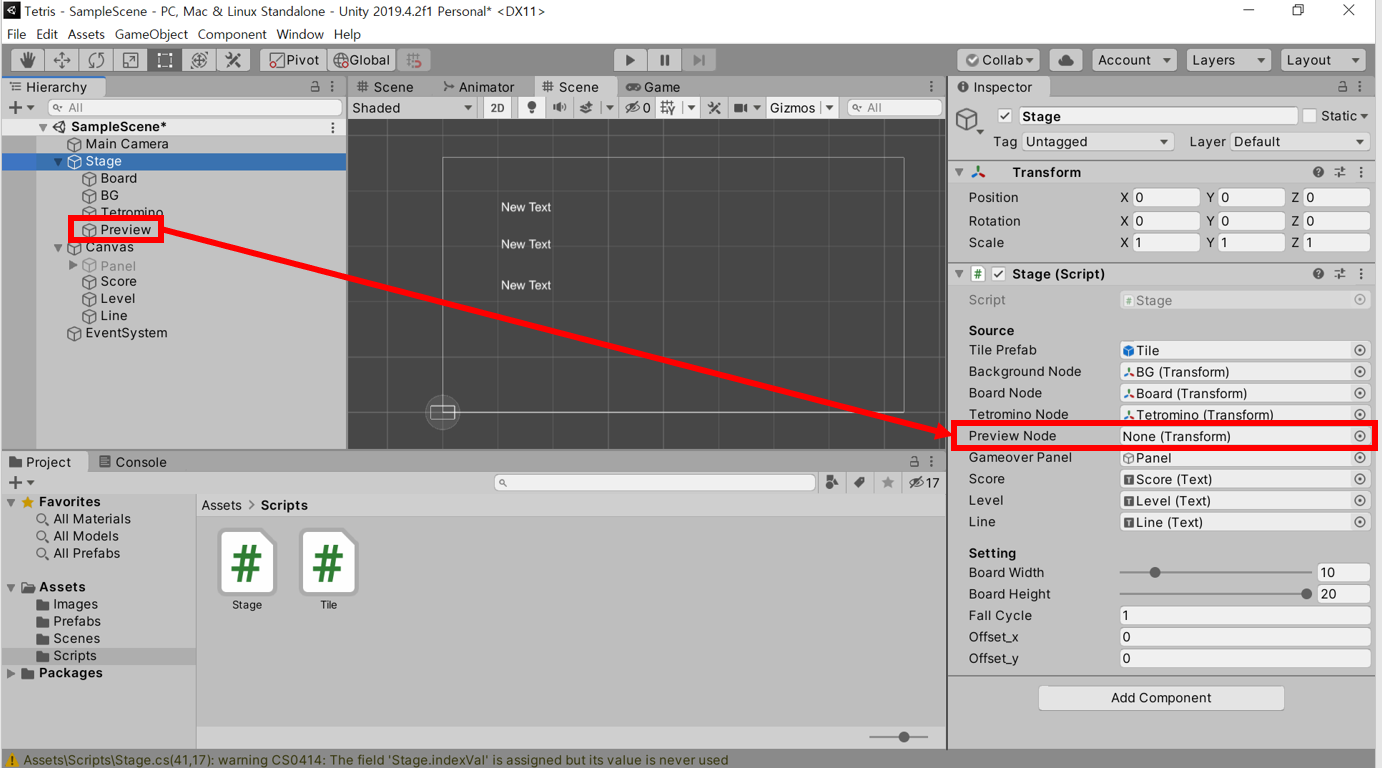 Tetris - SampleScene - PC, Mac & Linux Standalone - Unity 2019.4.2f1 Personal* <DX11>
File Edit Assets GameObject Component Window Help
Pivot Global Collab Account Layers Layout
Hierarchy
All
SampleScene*
Main Camera
Stage
Board
BG
Tetromino
Preview
Canvas
Panel
Score
Level
Line
EventSystem
Scene Animator Scene Game
Shaded 2D 0 Gizmos All
New Text
New Text
New Text
Inspector
Stage Static
Tag Untagged Layer Default
Transform
Position X 0 Y 0 Z 0
Rotation X 0 Y 0 Z 0
Scale X 1 Y 1 Z 1
# Stage (Script)
Script # Stage
Source
Tile Prefab Tile
Background Node BG (Transform)
Board Node Board (Transform)
Tetromino Node Tetromino (Transform)
Preview Node None (Transform)
Gameover Panel Panel
Score T Score (Text)
Level T Level (Text)
Line T Line (Text)
Setting
Board Width 10
Board Height 20
Fall Cycle 1
Offset_x 0
Offset_y 0
Add Component
Project Console
17
Favorites
All Materials
All Models
All Prefabs
Assets
Images
Prefabs
Scenes
Scripts
Packages
Assets > Scripts
# #
Stage Tile
Assets\Scripts\Stage.cs(41,17): warning CS0414: The field 'Stage.indexVal' is assigned but its value is never used